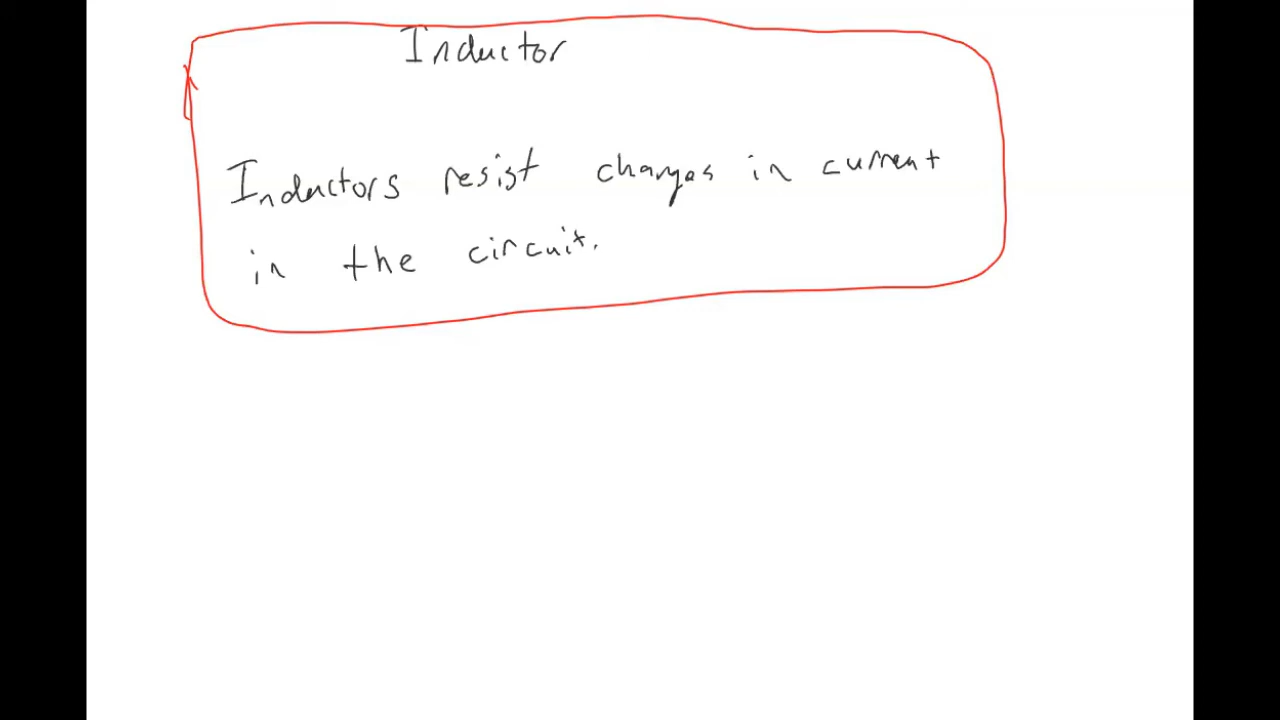 Inductor
Inductors resist changes in current
in the circuit.